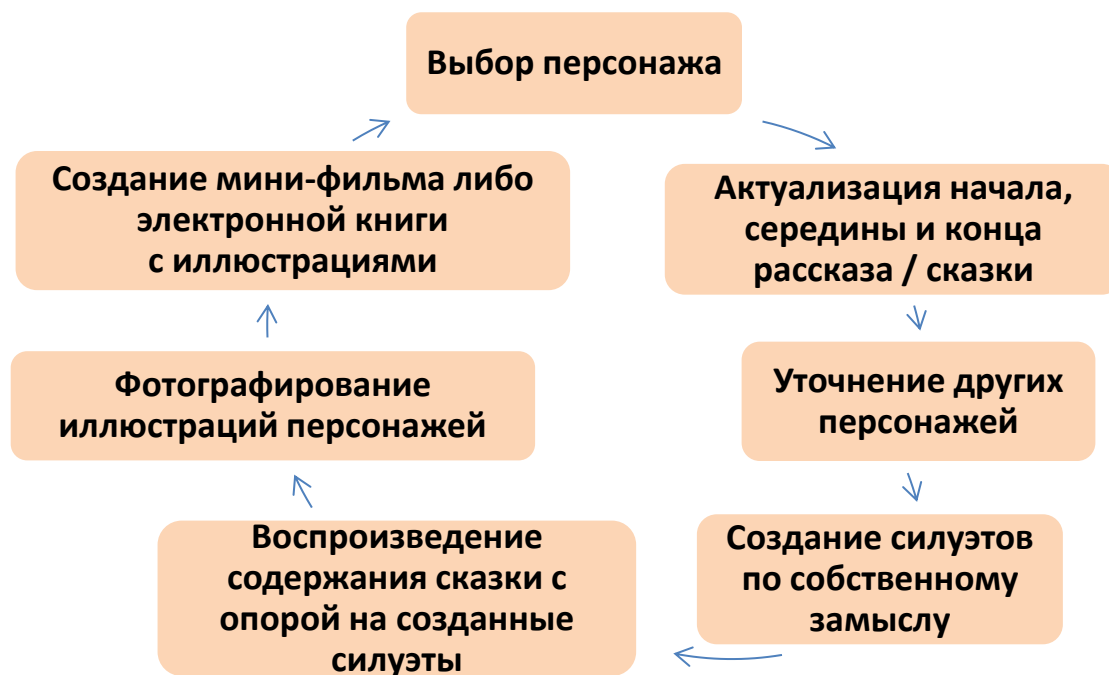 Выбор персонажа
Актуализация начала,
середины и конца
рассказа / сказки
Уточнение других
персонажей
Создание силуэтов
по собственному
замыслу
Воспроизведение
содержания сказки с
опорой на созданные
силуэты
Фотографирование
иллюстраций персонажей
Создание мини-фильма либо
электронной книги
с иллюстрациями